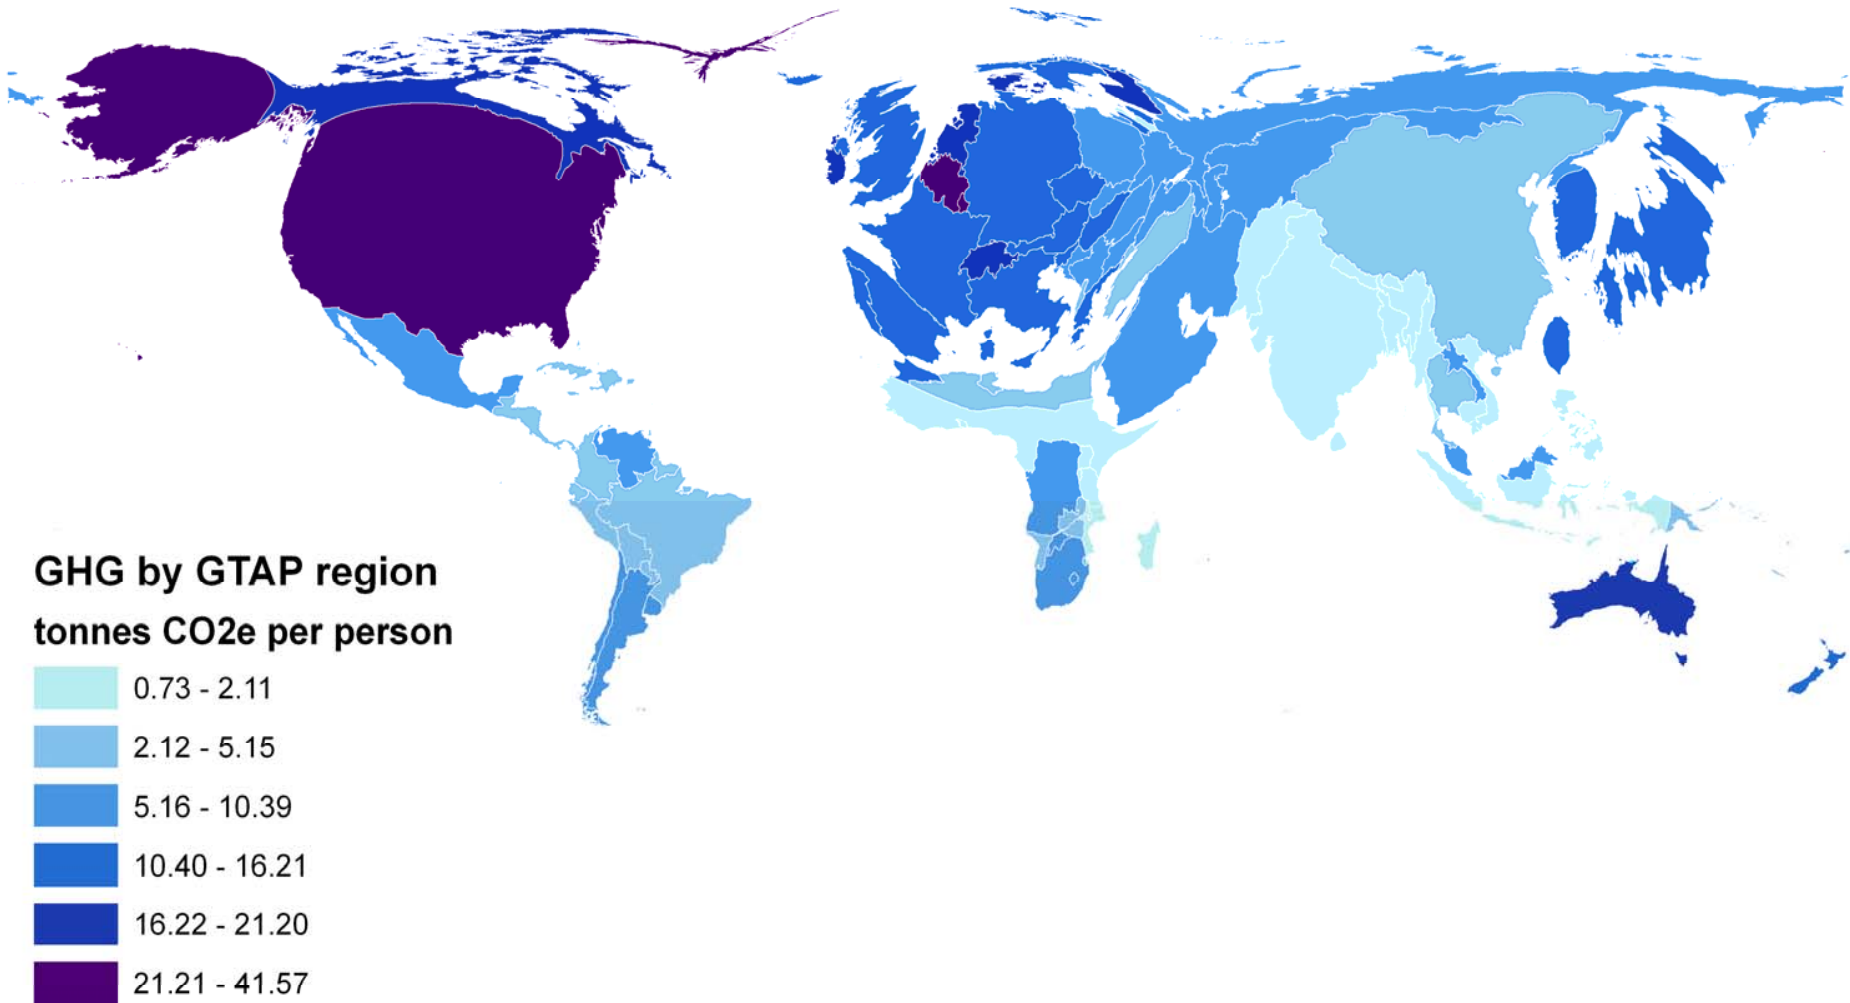 GHG by GTAP region
tonnes CO2e per person
0.73 - 2.11
2.12 - 5.15
5.16 - 10.39
10.40 - 16.21
16.22 - 21.20
21.21 - 41.57